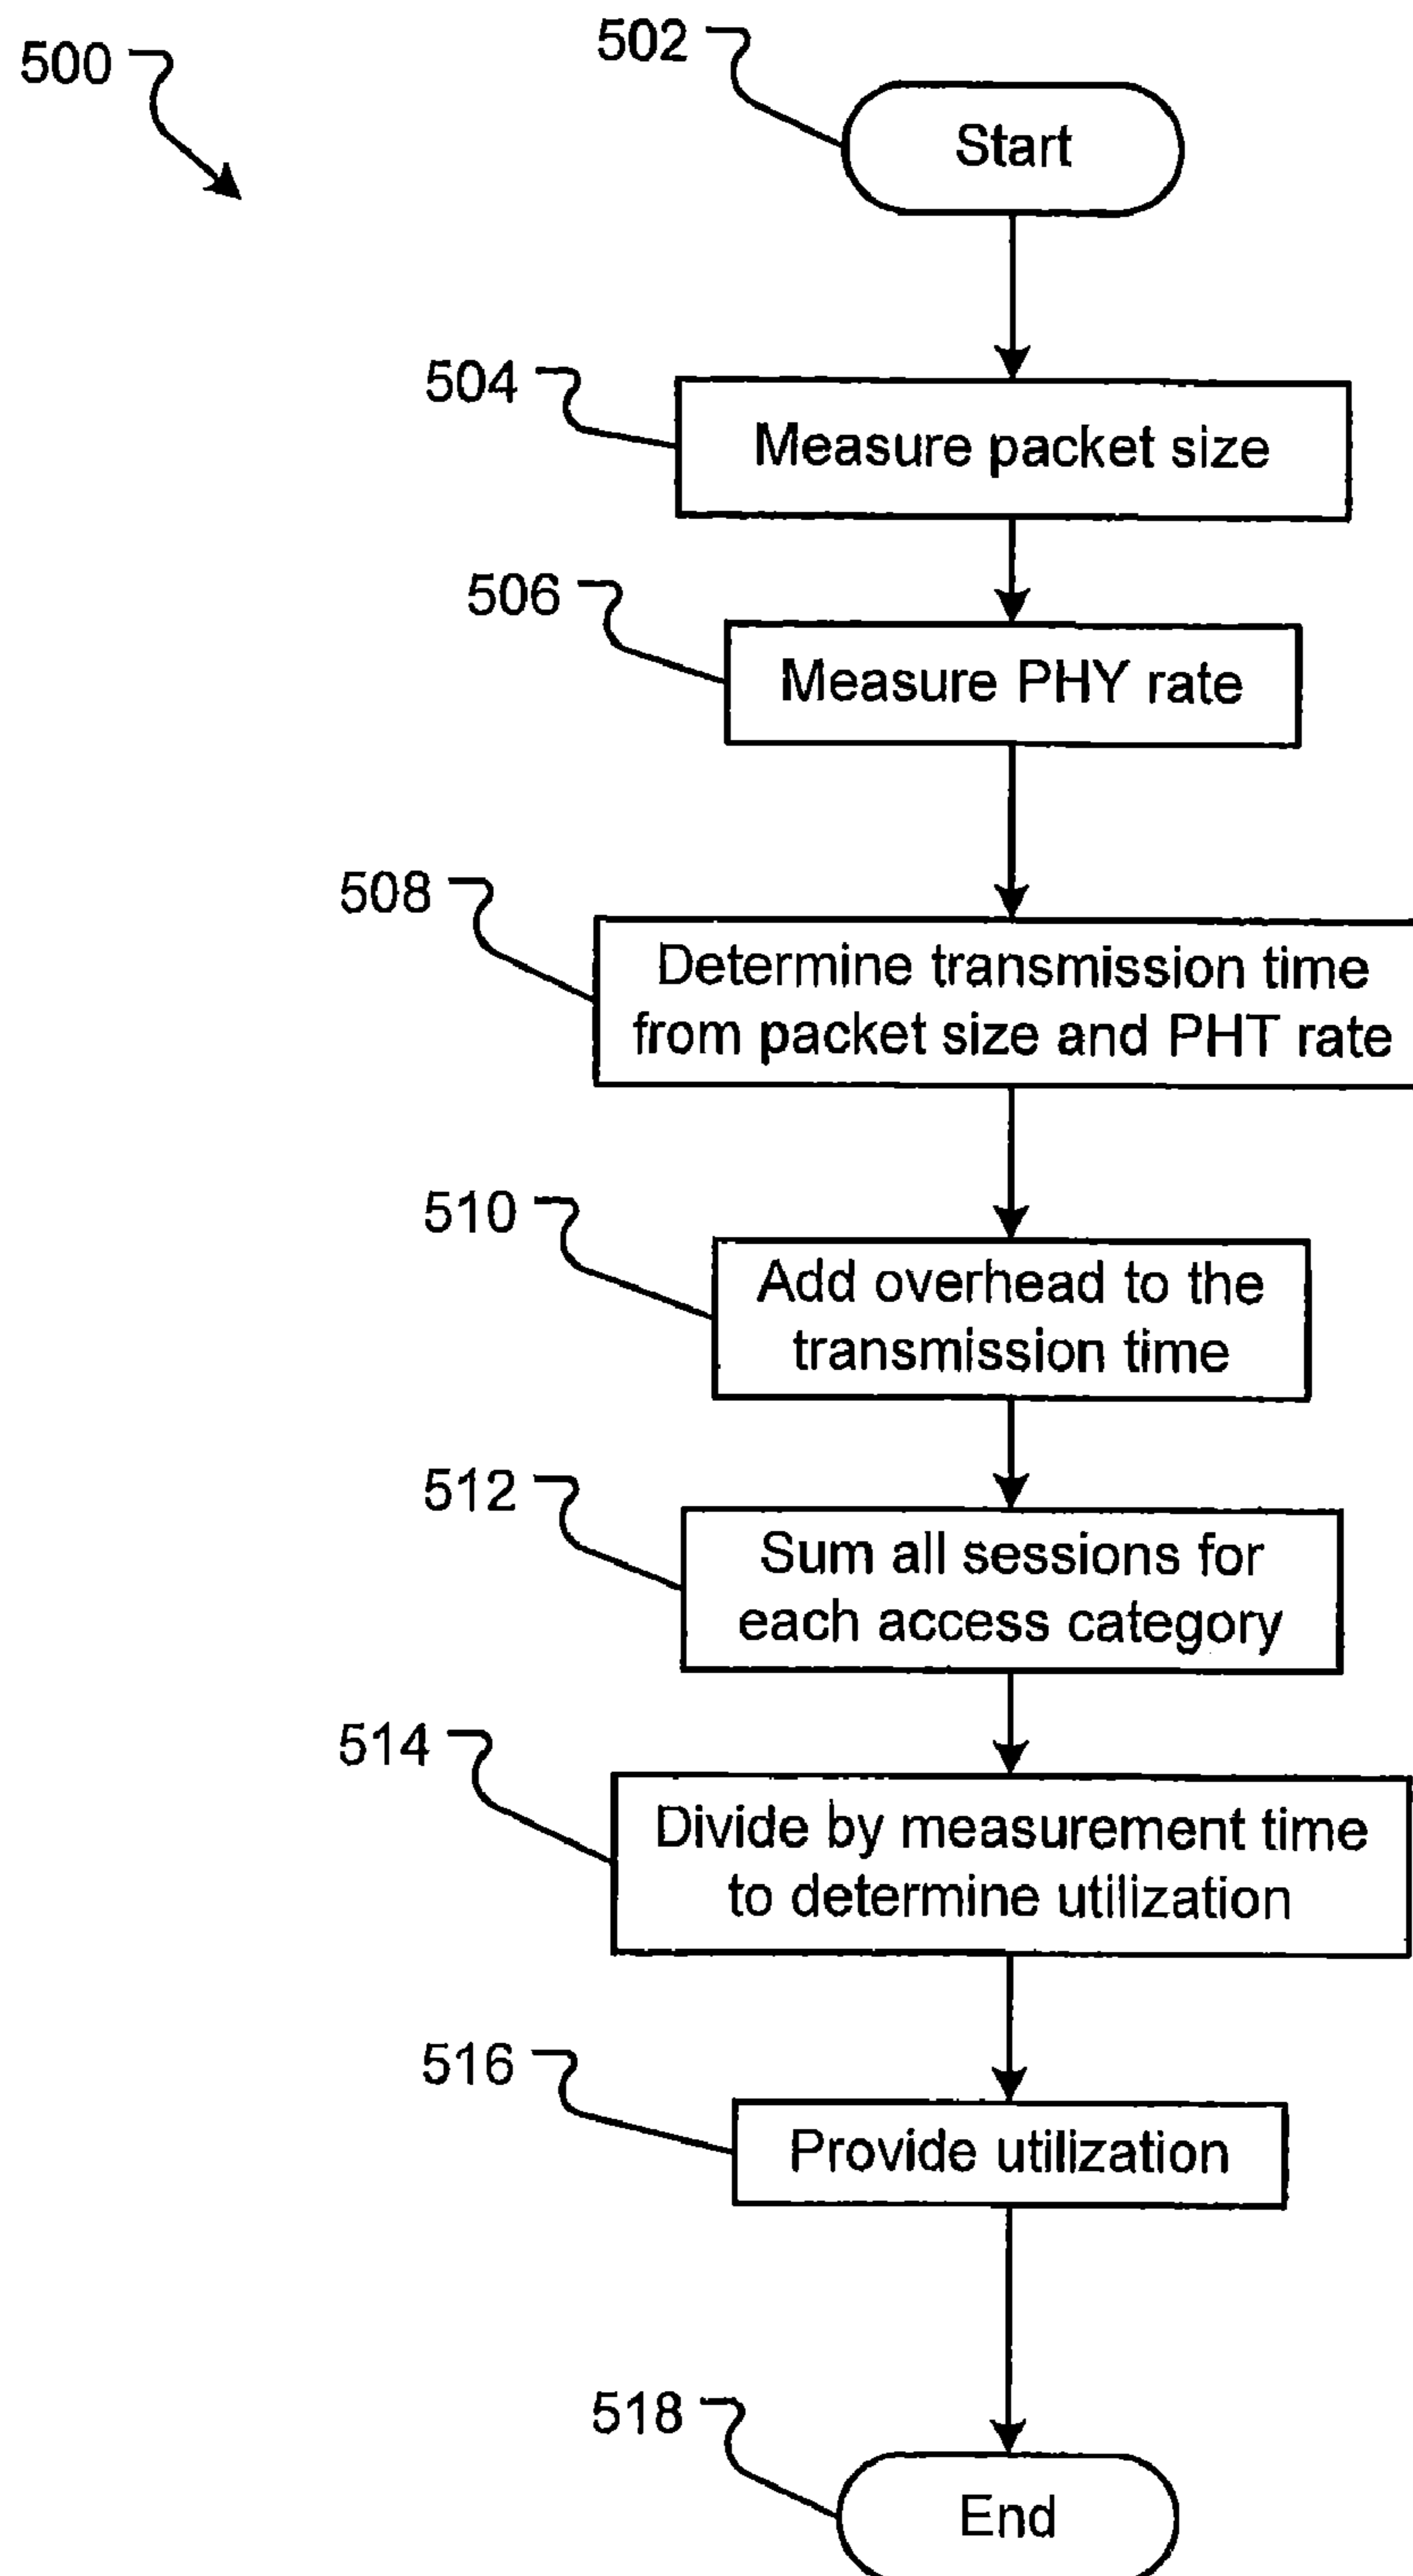 500
502
Start
504
Measure packet size
506
Measure PHY rate
508
Determine transmission time
from packet size and PHT rate
510
Add overhead to the
transmission time
512
Sum all sessions for
each access category
514
Divide by measurement time
to determine utilization
516
Provide utilization
518
End